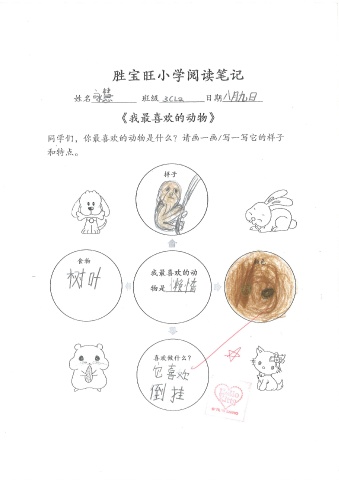 胜宝旺小学阅读笔记
姓名 咏慧 班级 3CL2 日期 八月九日
《我最喜欢的动物》
同学们,你最喜欢的动物是什么?请画一画/写一写它的样子
和特点。
样子
食物
树叶
我最喜欢的动
物是 懒惰
喜欢做什么?
它喜欢
倒挂